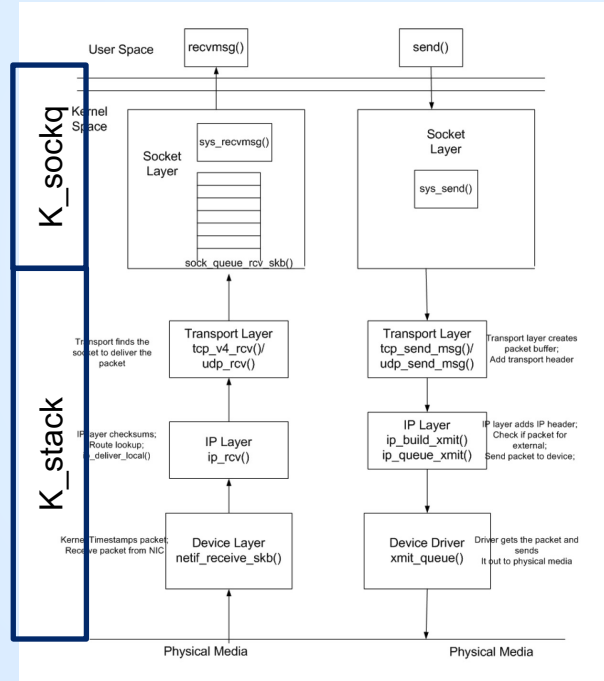 User Space
recvmsg()
send()
K_sockq
Kernel
Space
Socket
Layer
sys_recvmsg()
sock_queue_rcv_skb()
Socket
Layer
sys_send()
K_stack
Transport finds the
socket to deliver the
packet
Transport Layer
tcp_v4_rcv()/
udp_rcv()
Transport Layer
tcp_send_msg()/
udp_send_msg()
Transport layer creates
packet buffer;
Add transport header
IP layer checksums;
Route lookup;
ip_deliver_local()
IP Layer
ip_rcv()
IP Layer
ip_build_xmit()
ip_queue_xmit()
IP layer adds IP header;
Check if packet for
external;
Send packet to device;
Kernel Timestamps packet;
Receive packet from NIC
Device Layer
netif_receive_skb()
Device Driver
xmit_queue()
Driver gets the packet and
sends
It out to physical media
Physical Media
Physical Media